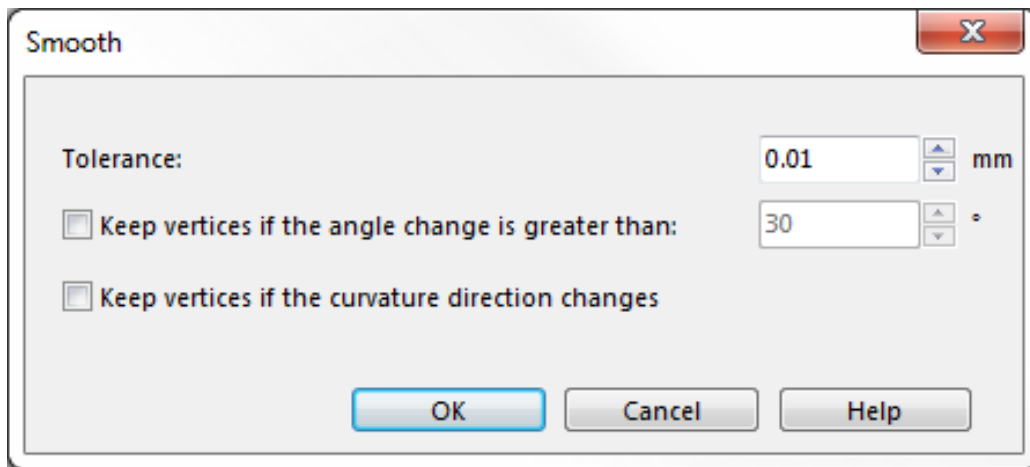 Smooth
Tolerance: 0.01 mm
Keep vertices if the angle change is greater than: 30 °
Keep vertices if the curvature direction changes
OK Cancel Help